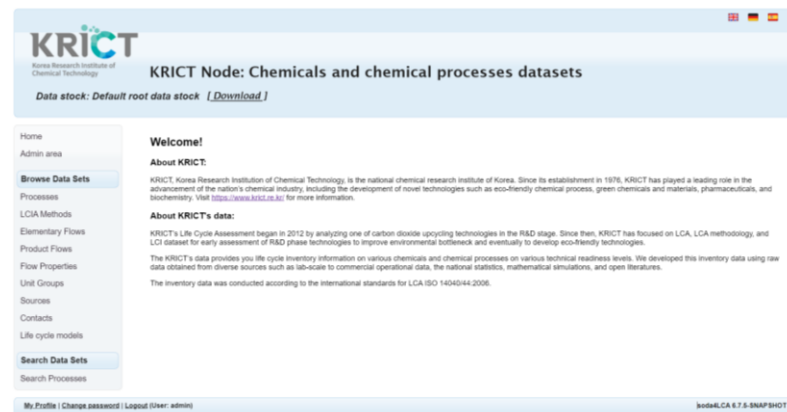 KRICT
Korea Research Institute of
Chemical Technology
KRICT Node: Chemicals and chemical processes datasets
Data stock: Default root data stock [ Download ]
Home
Admin area
Browse Data Sets
Processes
LCIA Methods
Elementary Flows
Product Flows
Flow Properties
Unit Groups
Sources
Contacts
Life cycle models
Search Data Sets
Search Processes
Welcome!
About KRICT:
KRICT, Korea Research Institution of Chemical Technology, is the national chemical research institute of Korea. Since its establishment in 1976, KRICT has played a leading role in the
advancement of the nation's chemical industry, including the development of novel technologies such as eco-friendly chemical process, green chemicals and materials, pharmaceuticals, and
biochemistry. Visit https://www.krict.re.kr/ for more information.
About KRICT's data:
KRICT's Life Cycle Assessment began in 2012 by analyzing one of carbon dioxide upcycling technologies in the R&D stage. Since then, KRICT has focused on LCA, LCA methodology, and
LCI dataset for early assessment of R&D phase technologies to improve environmental bottleneck and eventually to develop eco-friendly technologies.
The KRICT's data provides you life cycle inventory information on various chemicals and chemical processes on various technical readiness levels. We developed this inventory data using raw
data obtained from diverse sources such as lab-scale to commercial operational data, the national statistics, mathematical simulations, and open literatures.
The inventory data was conducted according to the international standards for LCA ISO 14040/44:2006.
My Profile | Change password | Logout (User: admin)
soda4LCA 6.7.5-SNAPSHOT